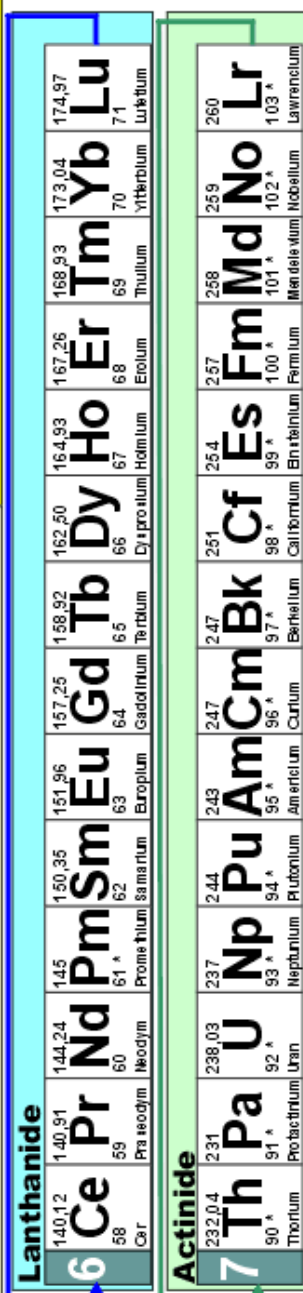 Lanthanide
6
140,12
Ce
58
Cer
140,91
Pr
59
Praseodym
144,24
Nd
60
Neodym
145
Pm
61 *
Promethium
150,35
Sm
62
Samarium
151,96
Eu
63
Europium
157,25
Gd
64
Gadolinium
158,92
Tb
65
Terbium
162,50
Dy
66
Dysprosium
164,93
Ho
67
Holmium
167,26
Er
68
Erbium
168,93
Tm
69
Thulium
173,04
Yb
70
Ytterbium
174,97
Lu
71
Lutetium
Actinide
7
232,04
Th
90 *
Thorium
231
Pa
91 *
Protactinium
238,03
U
92 *
Uran
237
Np
93 *
Neptunium
244
Pu
94 *
Plutonium
243
Am
95 *
Americium
247
Cm
96 *
Curium
247
Bk
97 *
Berkelium
251
Cf
98 *
Californium
254
Es
99 *
Einsteinium
257
Fm
100 *
Fermium
258
Md
101 *
Mendelevium
259
No
102 *
Nobelium
260
Lr
103 *
Lawrencium